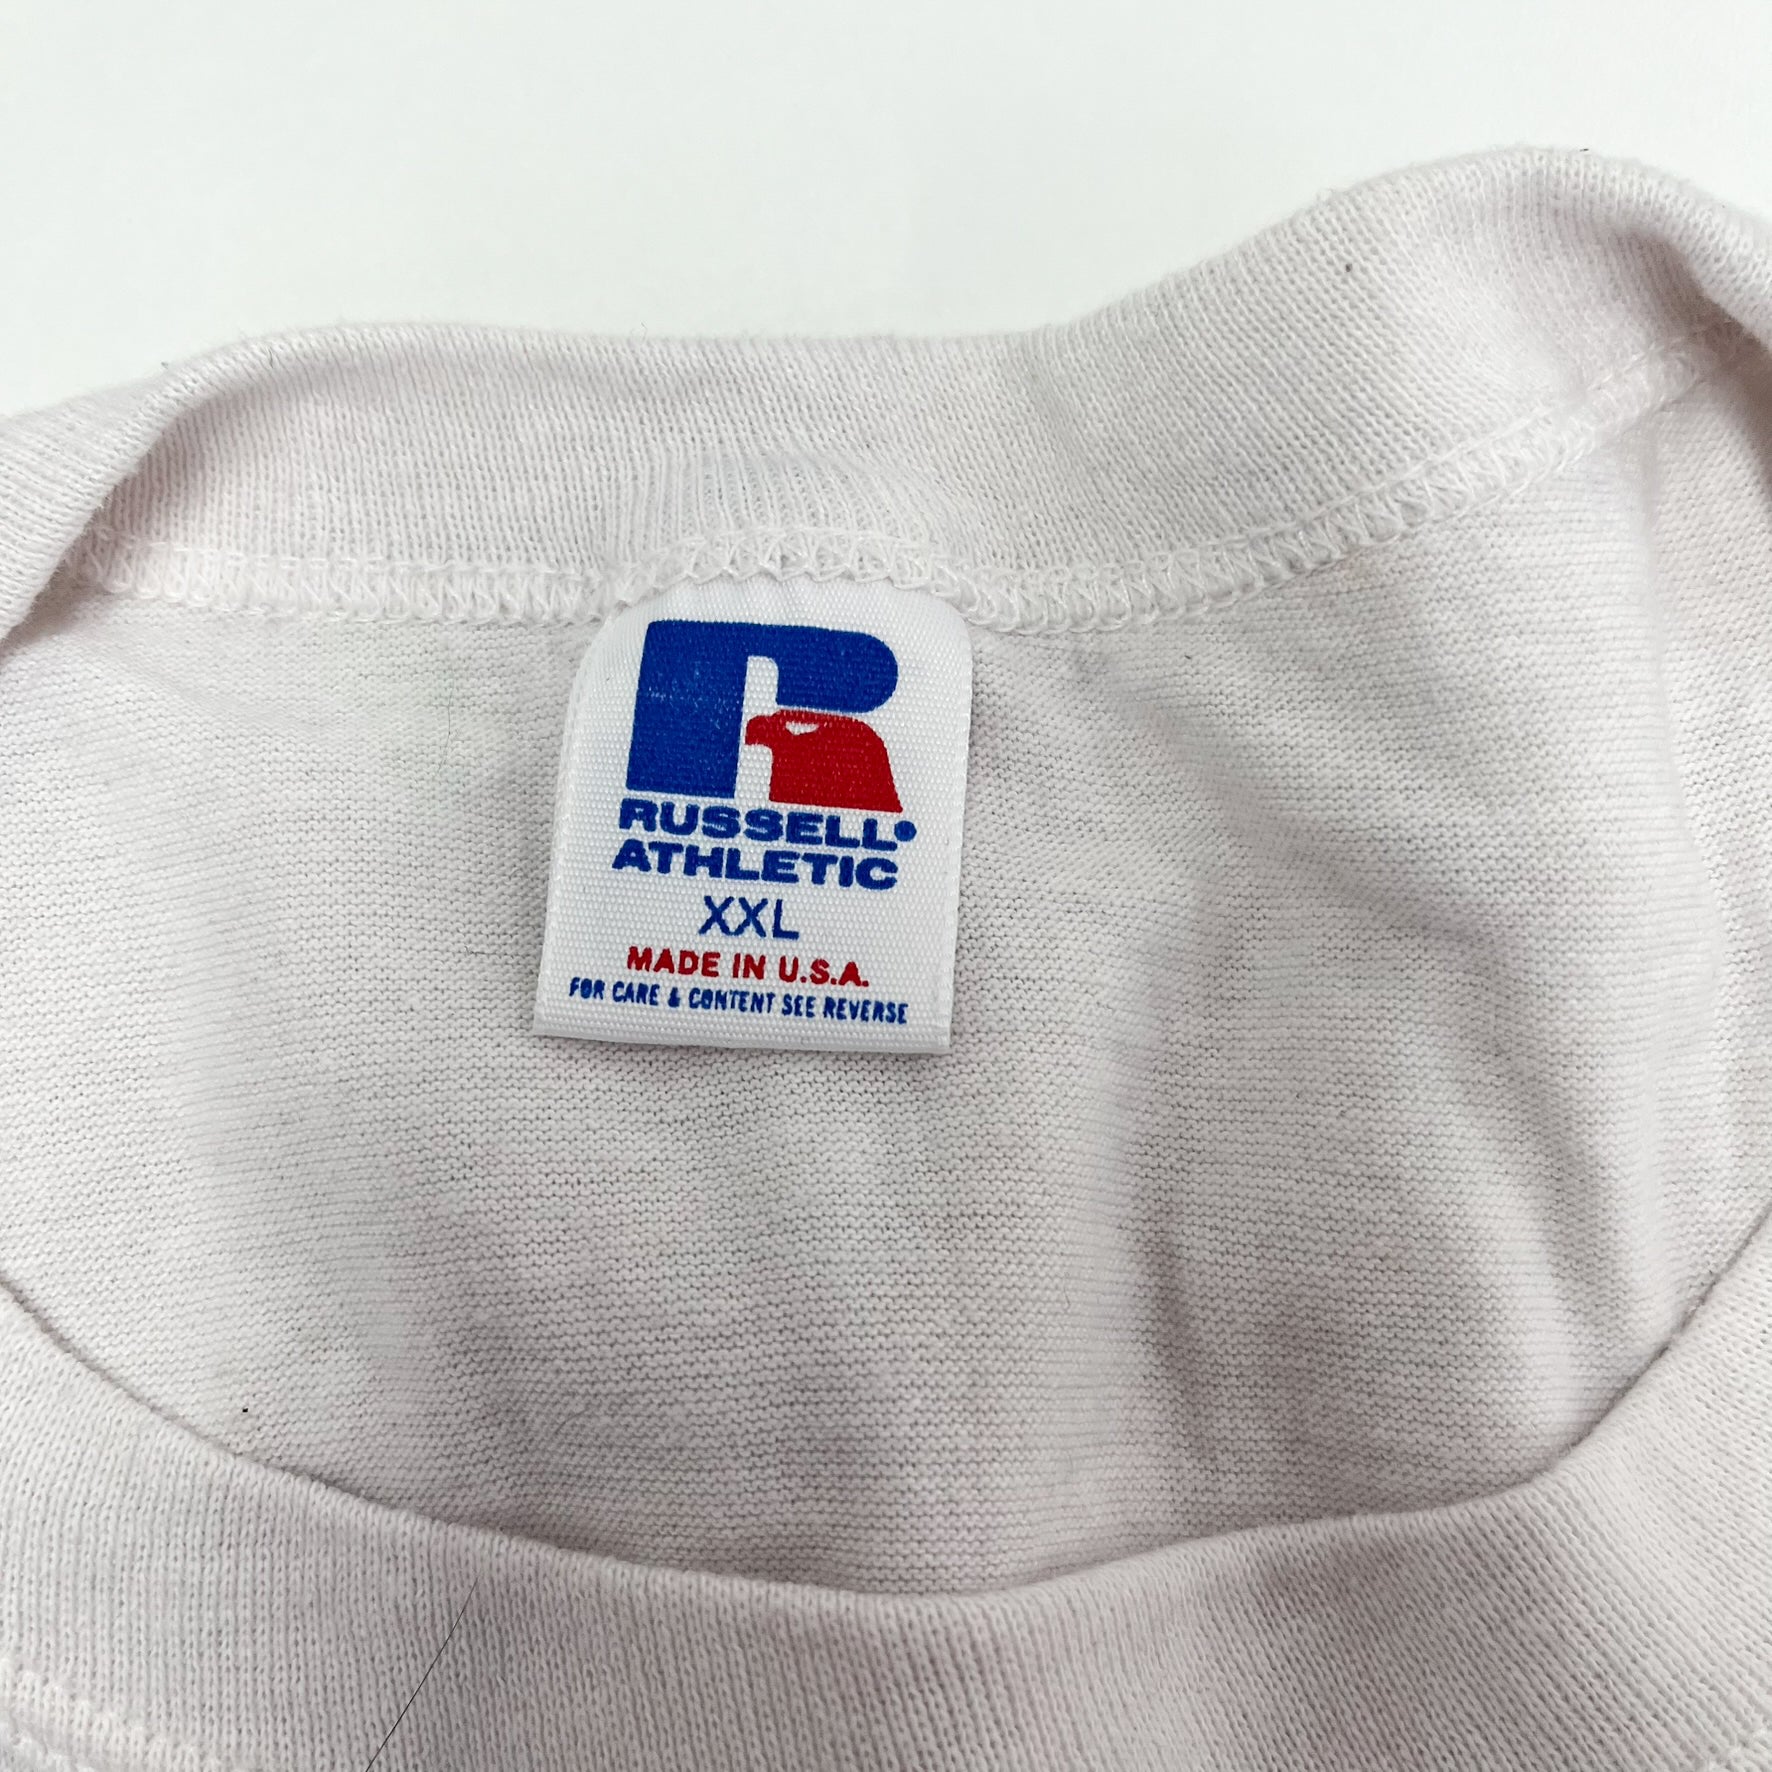 R
RUSSELL®
ATHLETIC
XXL
MADE IN U.S.A.
FOR CARE & CONTENT SEE REVERSE